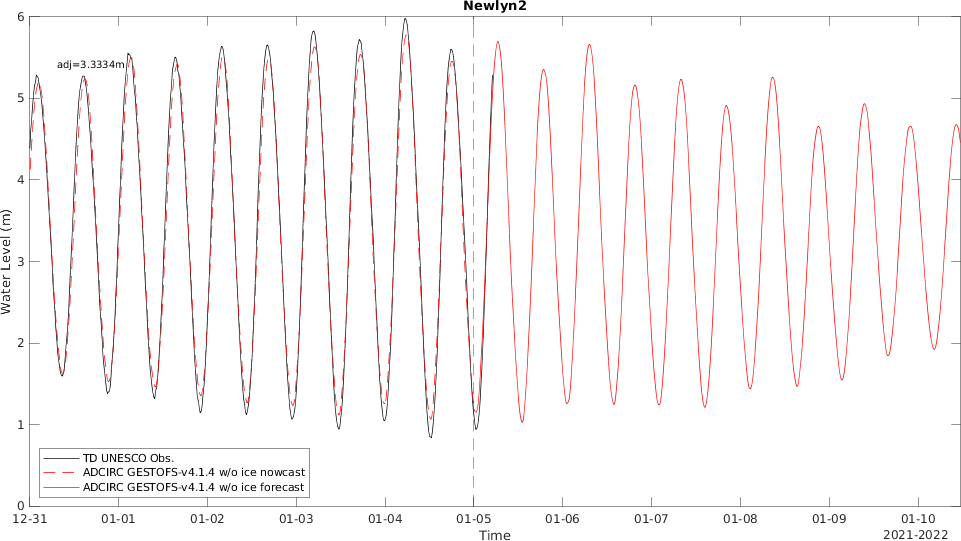 Newlyn2
adj=3.3334m
Water Level (m)
6
5
4
3
2
1
0
TD UNESCO Obs.
ADCIRC GESTOFS-v4.1.4 w/o ice nowcast
ADCIRC GESTOFS-v4.1.4 w/o ice forecast
12-31 01-01 01-02 01-03 01-04 01-05 01-06 01-07 01-08 01-09 01-10
Time
2021-2022